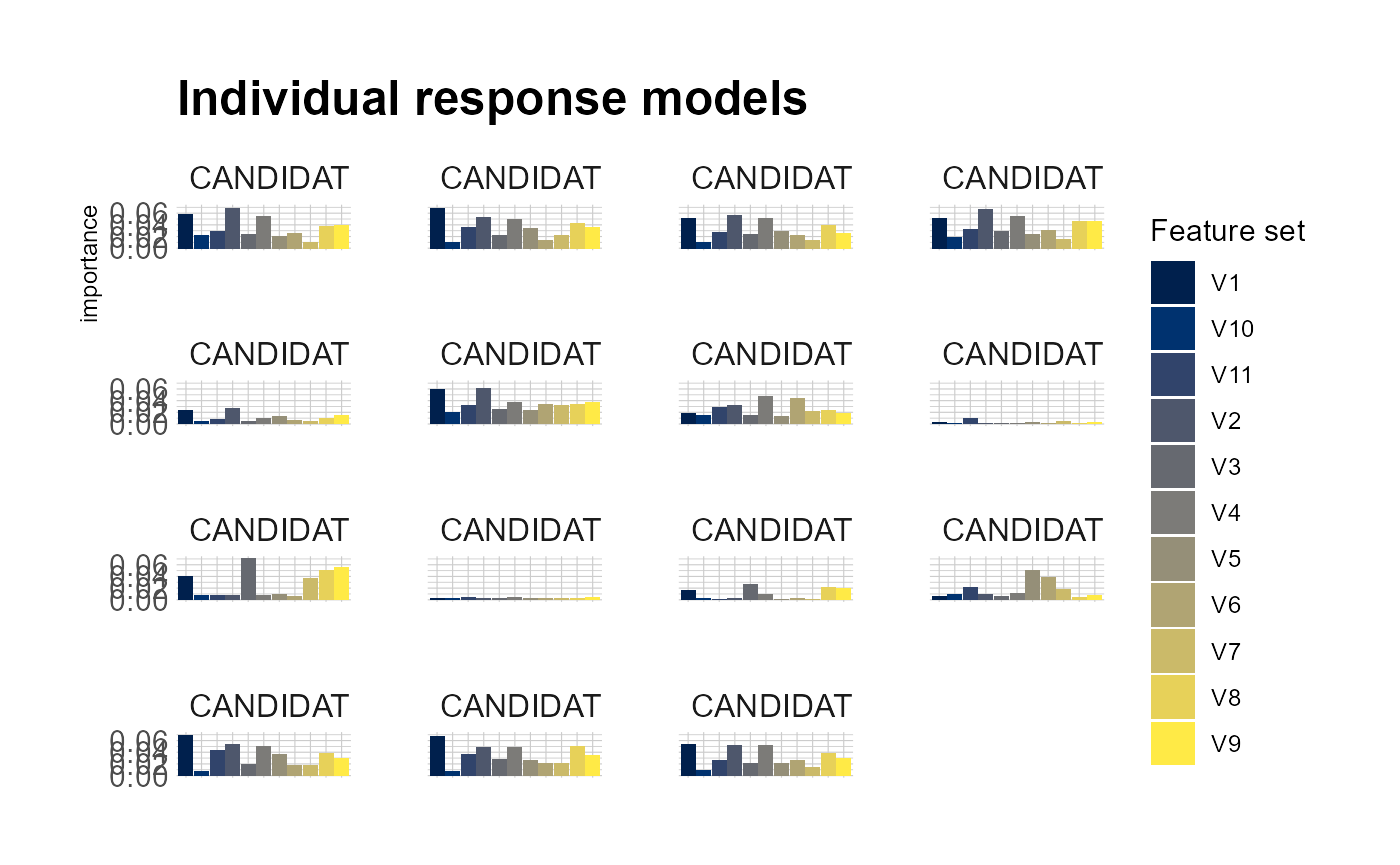 Individual response models
CANDIDAT CANDIDAT CANDIDAT CANDIDAT
importance
0.06
0.04
0.02
0.00
CANDIDAT CANDIDAT CANDIDAT CANDIDAT
0.06
0.04
0.02
0.00
CANDIDAT CANDIDAT CANDIDAT CANDIDAT
0.06
0.04
0.02
0.00
CANDIDAT CANDIDAT CANDIDAT
0.06
0.04
0.02
0.00
Feature set
V1
V10
V11
V2
V3
V4
V5
V6
V7
V8
V9